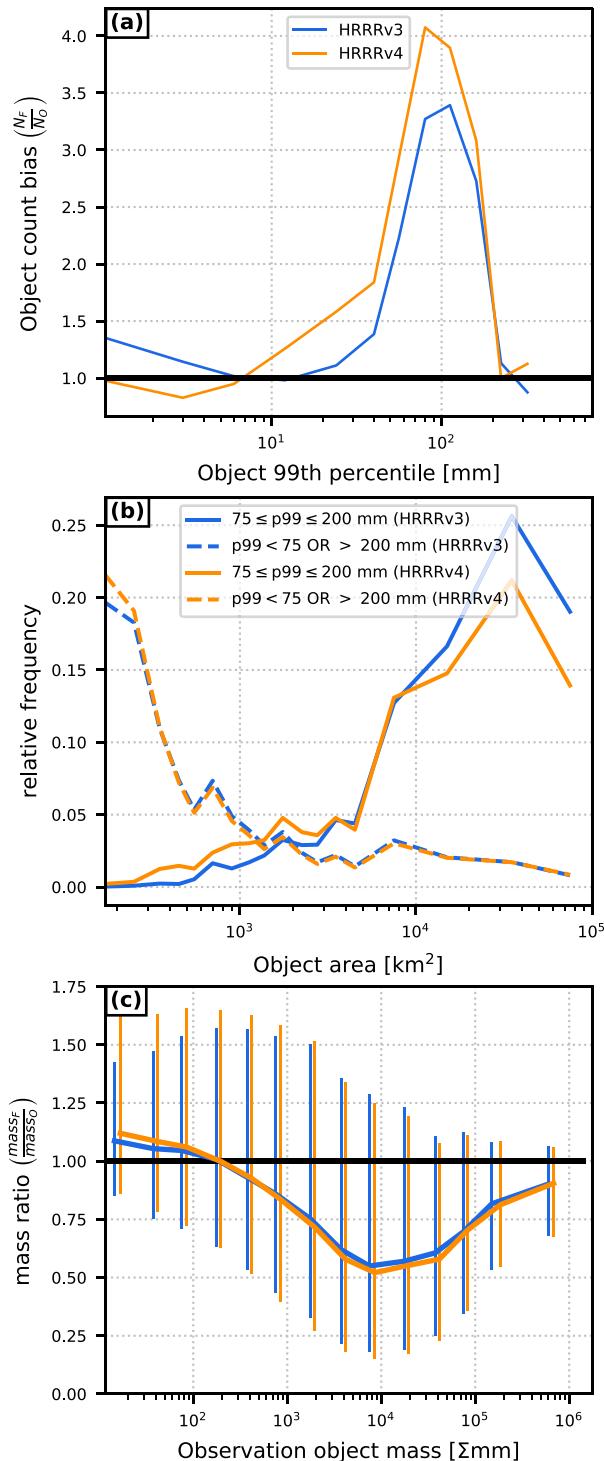 (a)
HRRRv3
HRRRv4
4.0
3.5
3.0
2.5
2.0
1.5
1.0
Object count bias (N_F/N_O)
10^1
10^2
Object 99th percentile [mm]
(b)
75 ≤ p99 ≤ 200 mm (HRRRv3)
p99 < 75 OR > 200 mm (HRRRv3)
75 ≤ p99 ≤ 200 mm (HRRRv4)
p99 < 75 OR > 200 mm (HRRRv4)
0.25
0.20
0.15
0.10
0.05
0.00
relative frequency
10^3
10^4
10^5
Object area [km^2]
(c)
1.75
1.50
1.25
1.00
0.75
0.50
0.25
0.00
mass ratio (mass_F/mass_O)
10^2
10^3
10^4
10^5
10^6
Observation object mass [Σmm]